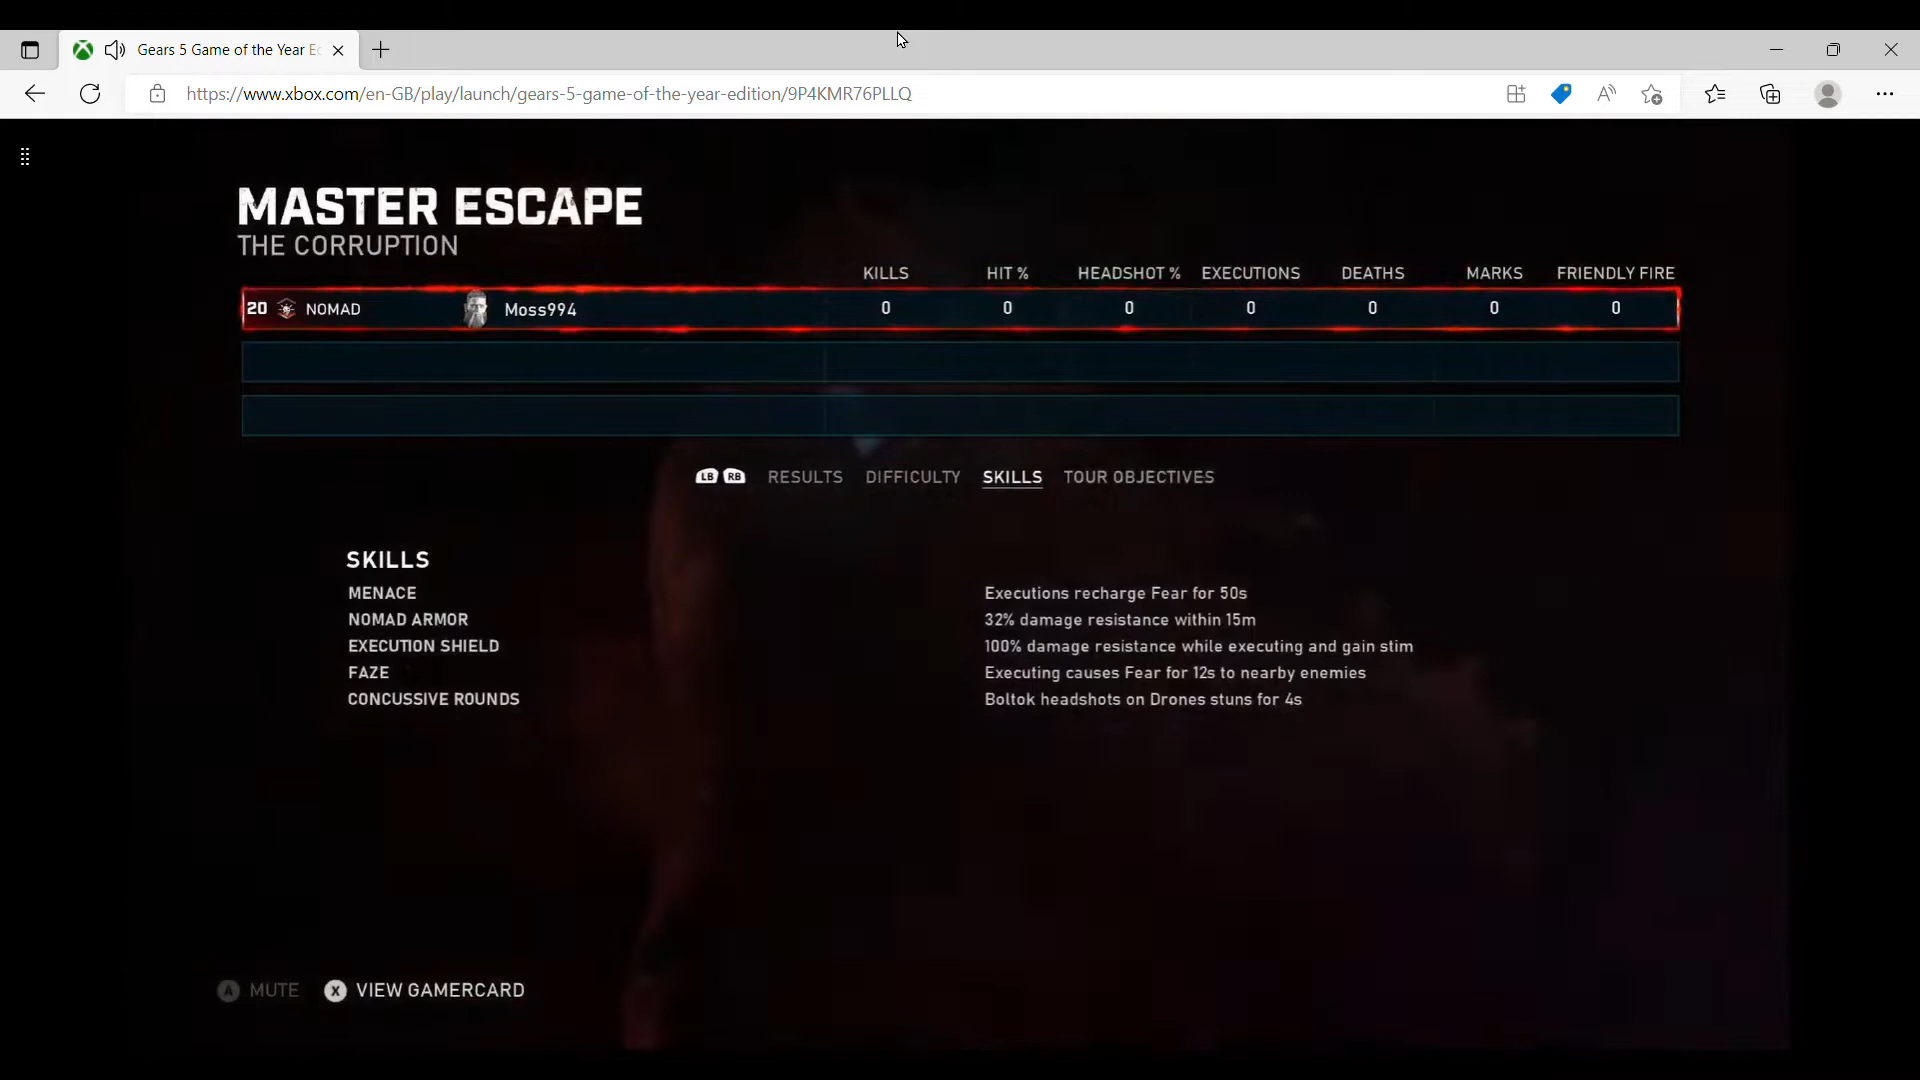 Gears 5 Game of the Year Ec
https://www.xbox.com/en-GB/play/launch/gears-5-game-of-the-year-edition/9P4KMR76PLLQ
MASTER ESCAPE
THE CORRUPTION
KILLS HIT % HEADSHOT % EXECUTIONS DEATHS MARKS FRIENDLY FIRE
20 NOMAD Moss994 0 0 0 0 0 0 0
LB RB RESULTS DIFFICULTY SKILLS TOUR OBJECTIVES
SKILLS
MENACE Executions recharge Fear for 50s
NOMAD ARMOR 32% damage resistance within 15m
EXECUTION SHIELD 100% damage resistance while executing and gain stim
FAZE Executing causes Fear for 12s to nearby enemies
CONCUSSIVE ROUNDS Boltok headshots on Drones stuns for 4s
A MUTE X VIEW GAMERCARD